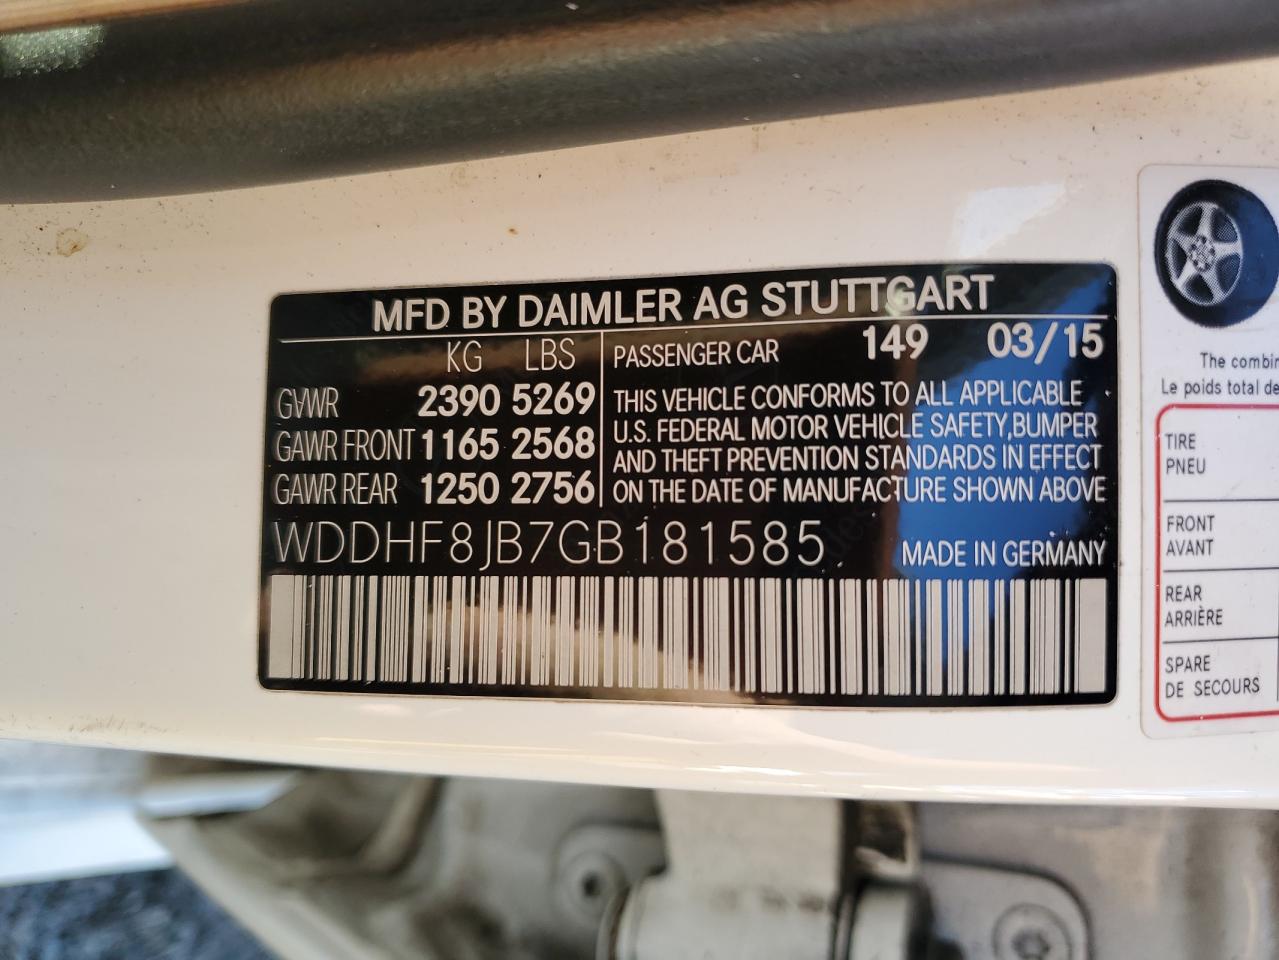 MFD BY DAIMLER AG STUTTGART
KG LBS
GVWR 2390 5269
GAWR FRONT 1165 2568
GAWR REAR 1250 2756
PASSENGER CAR 149 03/15
THIS VEHICLE CONFORMS TO ALL APPLICABLE
U.S. FEDERAL MOTOR VEHICLE SAFETY, BUMPER
AND THEFT PREVENTION STANDARDS IN EFFECT
ON THE DATE OF MANUFACTURE SHOWN ABOVE
WDDHF8JB7GB181585
MADE IN GERMANY
The combin
Le poids total de
TIRE
PNEU
FRONT
AVANT
REAR
ARRIÈRE
SPARE
DE SECOURS